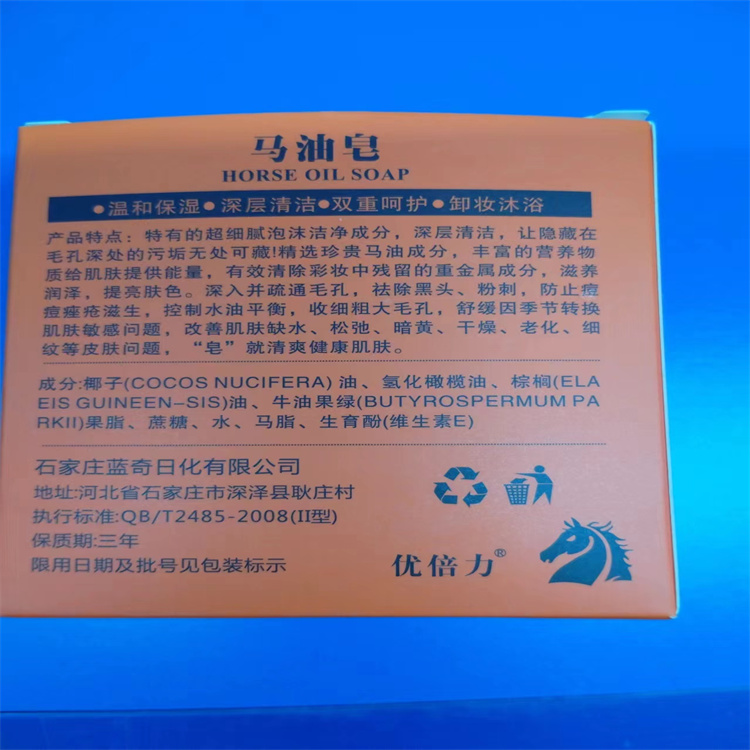 马油皂
HORSE OIL SOAP
●温和保湿●深层清洁●双重呵护●卸妆沐浴
产品特点：特有的超细腻泡沫洁净成分，深层清洁，让隐藏在
毛孔深处的污垢无处可藏!精选珍贵马油成分，丰富的营养物
质给肌肤提供能量，有效清除彩妆中残留的重金属成分，滋养
润泽，提亮肤色。深入并疏通毛孔，祛除黑头、粉刺，防止痘
痘痤疮滋生，控制水油平衡，收细粗大毛孔，舒缓因季节转换
肌肤敏感问题，改善肌肤缺水、松弛、暗黄、干燥、老化、细
纹等皮肤问题，“皂”就清爽健康肌肤。
成分:椰子(COCOS NUCIFERA) 油、氢化橄榄油、棕榈(ELA
EIS GUINEEN-SIS)油、牛油果绿(BUTYROSPERMUM PA
RKII)果脂、蔗糖、水、马脂、生育酚(维生素E)
石家庄蓝奇日化有限公司
地址:河北省石家庄市深泽县耿庄村
执行标准:QB/T2485-2008(II型)
保质期:三年
限用日期及批号见包装标示
优倍力®